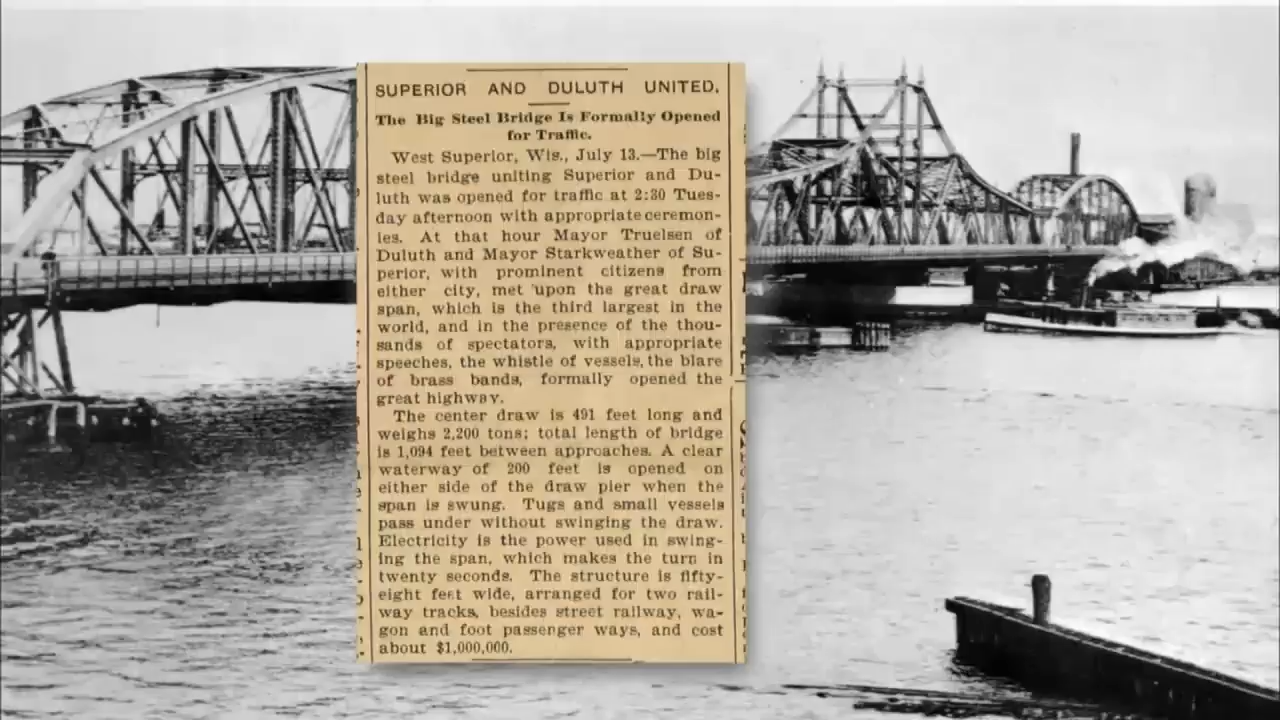 SUPERIOR AND DULUTH UNITED.
The Big Steel Bridge Is Formally Opened
for Traffic.
West Superior, Wis., July 13.—The big
steel bridge uniting Superior and Du-
luth was opened for traffic at 2:30 Tues-
day afternoon with appropriate ceremon-
ies. At that hour Mayor Truelsen of
Duluth and Mayor Starkweather of Su-
perior, with prominent citizens from
either city, met upon the great draw
span, which is the third largest in the
world, and in the presence of the thou-
sands of spectators, with appropriate
speeches, the whistle of vessels, the blare
of brass bands, formally opened the
great highway.
The center draw is 491 feet long and
weighs 2,200 tons; total length of bridge
is 1,094 feet between approaches. A clear
waterway of 200 feet is opened on
either side of the draw pier when the
span is swung. Tugs and small vessels
pass under without swinging the draw.
Electricity is the power used in swing-
ing the span, which makes the turn in
twenty seconds. The structure is fifty-
eight feet wide, arranged for two rail-
way tracks, besides street railway, wa-
gon and foot passenger ways, and cost
about $1,000,000.